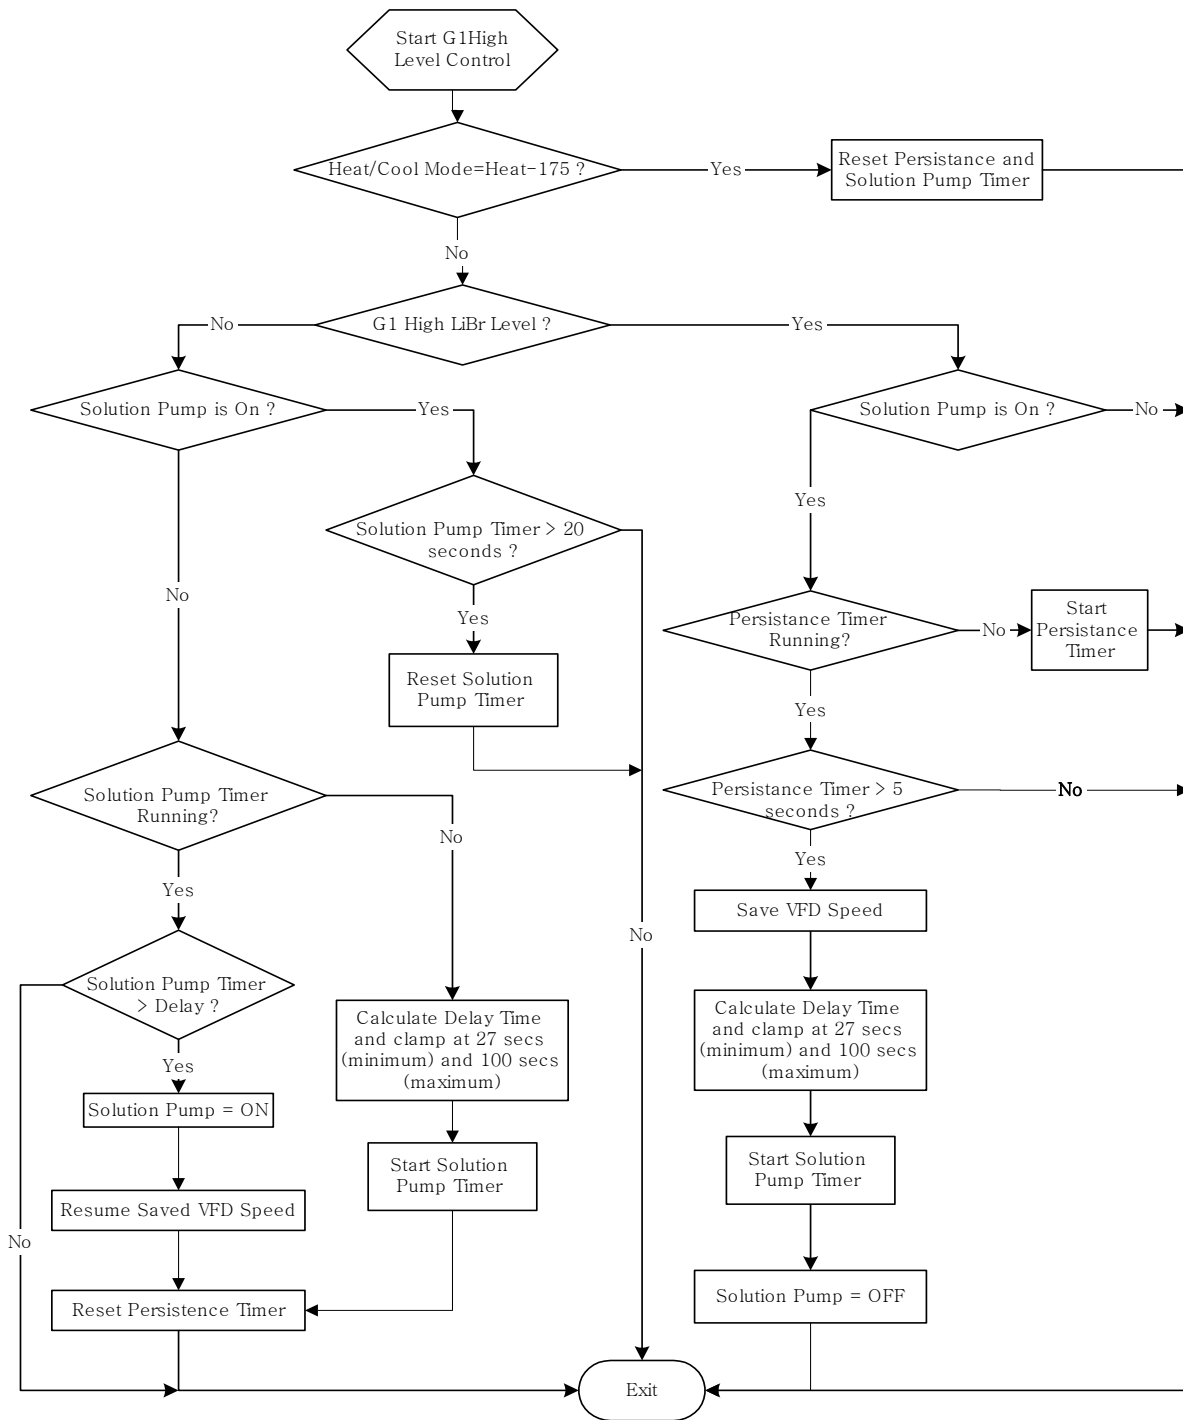 Start G1High
Level Control
Heat/Cool Mode=Heat-175 ?
Yes
Reset Persistance and
Solution Pump Timer
No
G1 High LiBr Level ?
No
Yes
Solution Pump is On ?
Yes
Solution Pump is On ?
No
Solution Pump Timer > 20
seconds ?
Yes
No
Yes
Persistance Timer
Running?
No
Start
Persistance
Timer
Reset Solution
Pump Timer
Yes
Solution Pump Timer
Running?
No
Persistance Timer > 5
seconds ?
No
Yes
Yes
Save VFD Speed
No
Solution Pump Timer
> Delay ?
Calculate Delay Time
and clamp at 27 secs
(minimum) and 100 secs
(maximum)
Calculate Delay Time
and clamp at 27 secs
(minimum) and 100 secs
(maximum)
Yes
Solution Pump = ON
Start Solution
Pump Timer
Start Solution
Pump Timer
Resume Saved VFD Speed
No
Reset Persistence Timer
Solution Pump = OFF
Exit